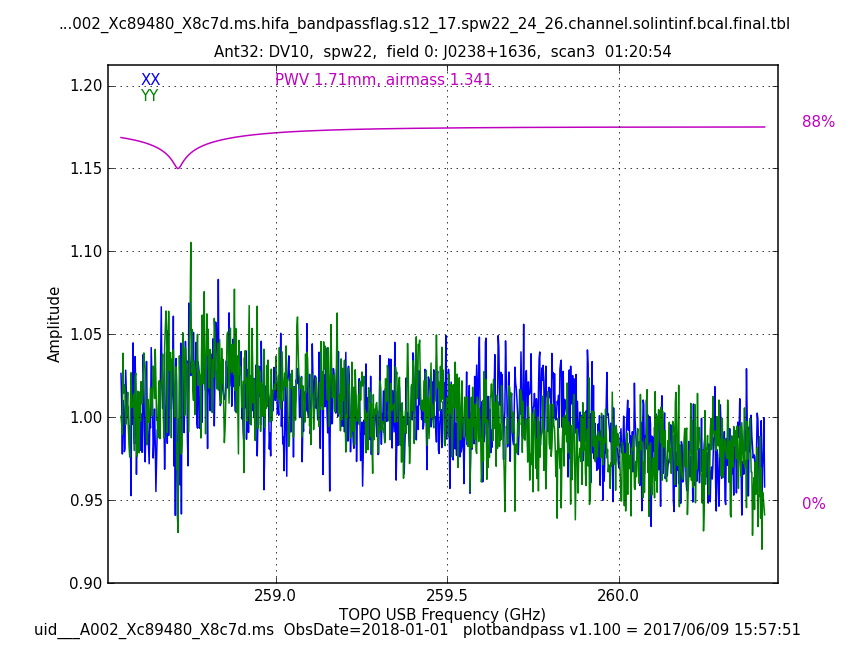 ...002_Xc89480_X8c7d.ms.hifa_bandpassflag.s12_17.spw22_24_26.channel.solintinf.bcal.final.tbl
Ant32: DV10,  spw22,  field 0: J0238+1636,  scan3  01:20:54
XX
YY
PWV 1.71mm, airmass 1.341
88%
0%
1.20
1.15
1.10
1.05
1.00
0.95
0.90
Amplitude
259.0 259.5 260.0
TOPO USB Frequency (GHz)
uid___A002_Xc89480_X8c7d.ms  ObsDate=2018-01-01   plotbandpass v1.100 = 2017/06/09 15:57:51